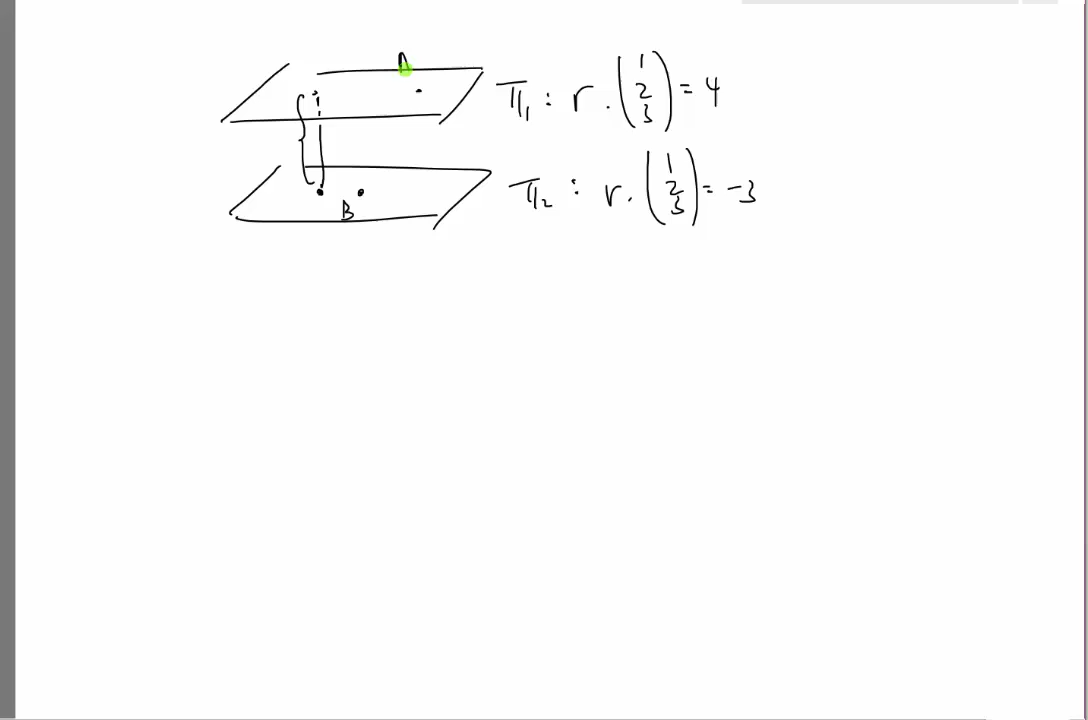 A
π₁ : r . (1 2 3) = 4
π₂ : r . (1 2 3) = -3
B